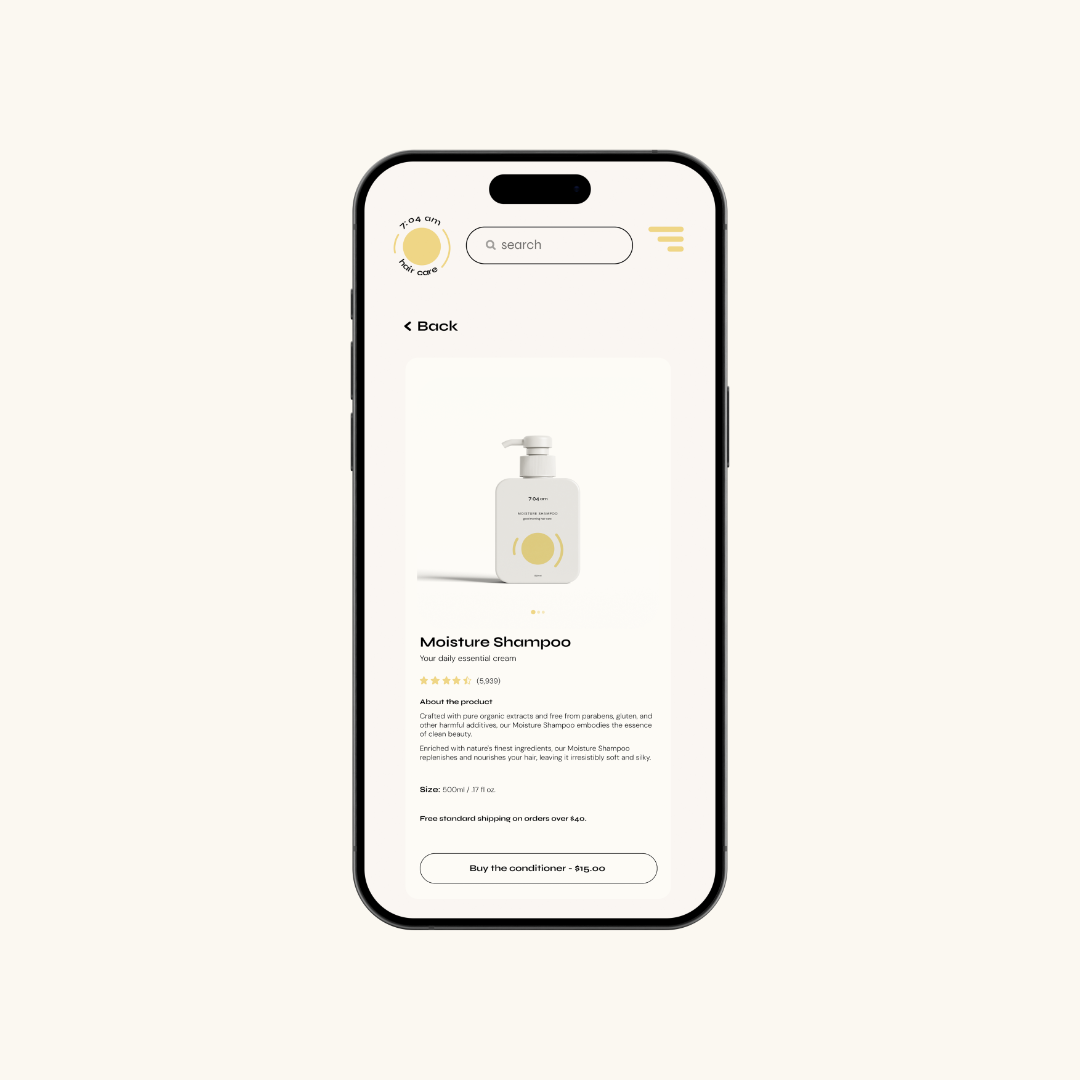 7:04 am
hair care
search
Back
7:04 am
MOISTURE SHAMPOO
Moisture Shampoo
Your daily essential cream
(5,939)
About the product
Crafted with pure organic extracts and free from parabens, gluten, and
other harmful additives, our Moisture Shampoo embodies the essence
of clean beauty.
Enriched with nature's finest ingredients, our Moisture Shampoo
replenishes and nourishes your hair, leaving it irresistibly soft and silky.
Size: 500ml / .17 fl oz.
Free standard shipping on orders over $40.
Buy the conditioner - $15.00